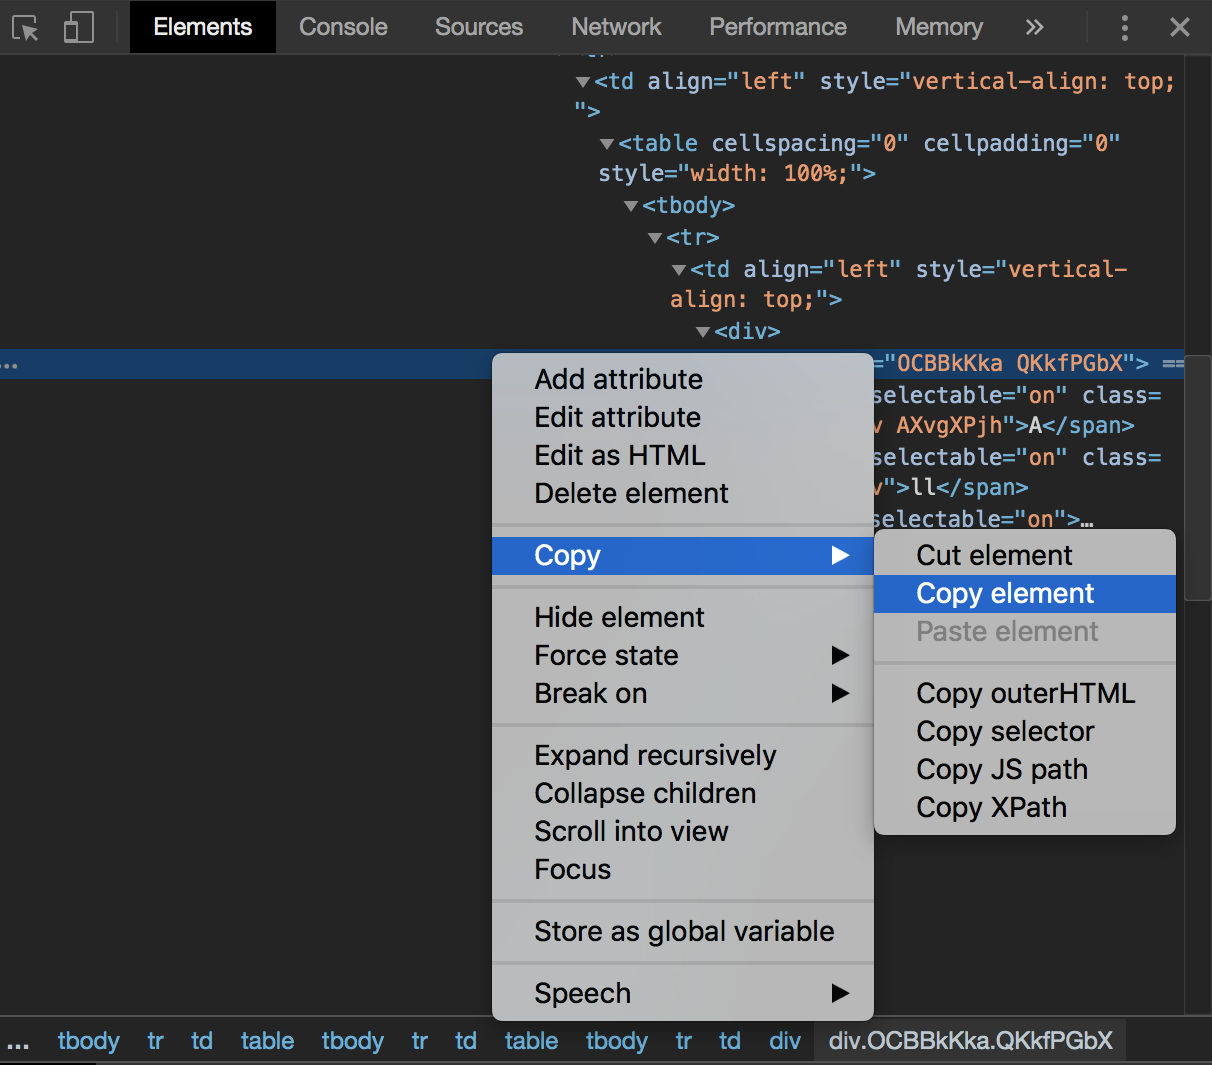 Elements Console Sources Network Performance Memory »
▼<td align="left" style="vertical-align: top;
">
▼<table cellspacing="0" cellpadding="0"
style="width: 100%;">
▼<tbody>
▼<tr>
▼<td align="left" style="vertical-
align: top;">
▼<div>
… ="OCBBkKka QKkfPGbX"> ==
selectable="on" class=
v AXvgXPjh">A</span>
selectable="on" class=
v">ll</span>
selectable="on">…
Add attribute
Edit attribute
Edit as HTML
Delete element
Copy
Hide element
Force state
Break on
Expand recursively
Collapse children
Scroll into view
Focus
Store as global variable
Speech
Cut element
Copy element
Paste element
Copy outerHTML
Copy selector
Copy JS path
Copy XPath
... tbody tr td table tbody tr td table tbody tr td div div.OCBBkKka.QKkfPGbX